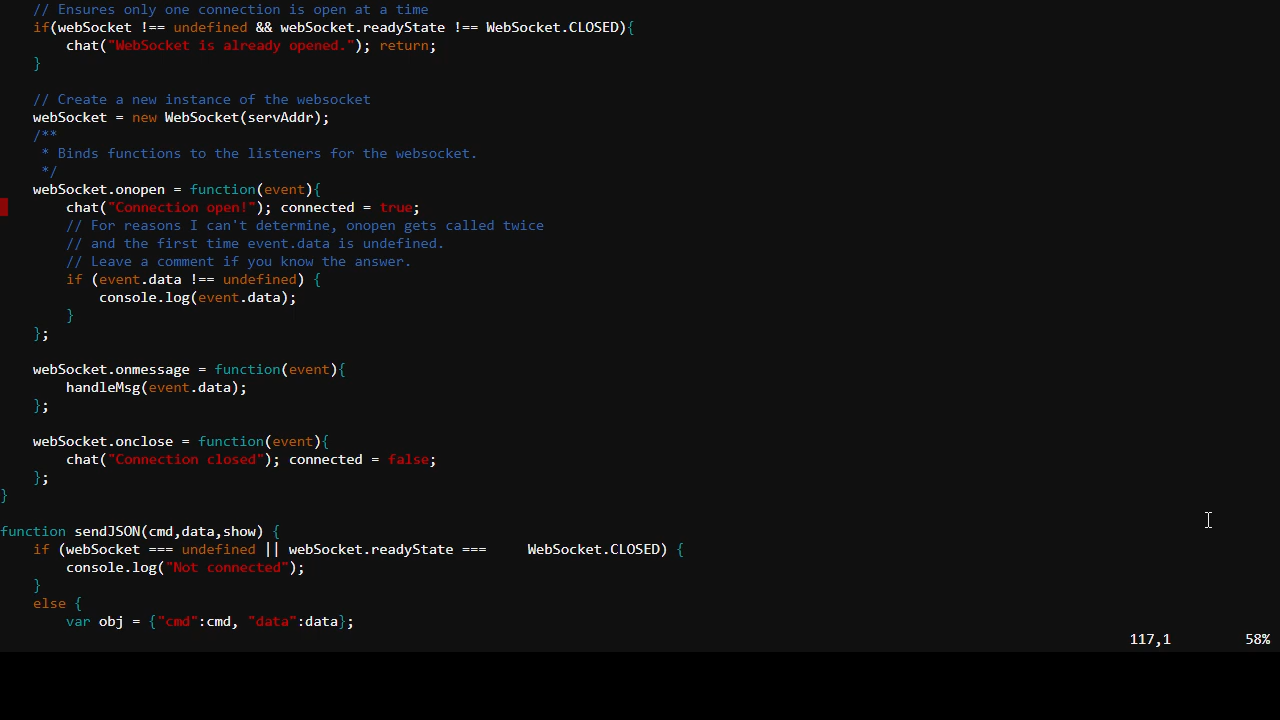 // Ensures only one connection is open at a time
if(webSocket !== undefined && webSocket.readyState !== WebSocket.CLOSED){
chat("WebSocket is already opened."); return;
}
// Create a new instance of the websocket
webSocket = new WebSocket(servAddr);
/**
* Binds functions to the listeners for the websocket.
*/
webSocket.onopen = function(event){
chat("Connection open!"); connected = true;
// For reasons I can't determine, onopen gets called twice
// and the first time event.data is undefined.
// Leave a comment if you know the answer.
if (event.data !== undefined) {
console.log(event.data);
}
};
webSocket.onmessage = function(event){
handleMsg(event.data);
};
webSocket.onclose = function(event){
chat("Connection closed"); connected = false;
};
}
function sendJSON(cmd,data,show) {
if (webSocket === undefined || webSocket.readyState ===     WebSocket.CLOSED) {
console.log("Not connected");
}
else {
var obj = {"cmd":cmd, "data":data};
117,1         58%